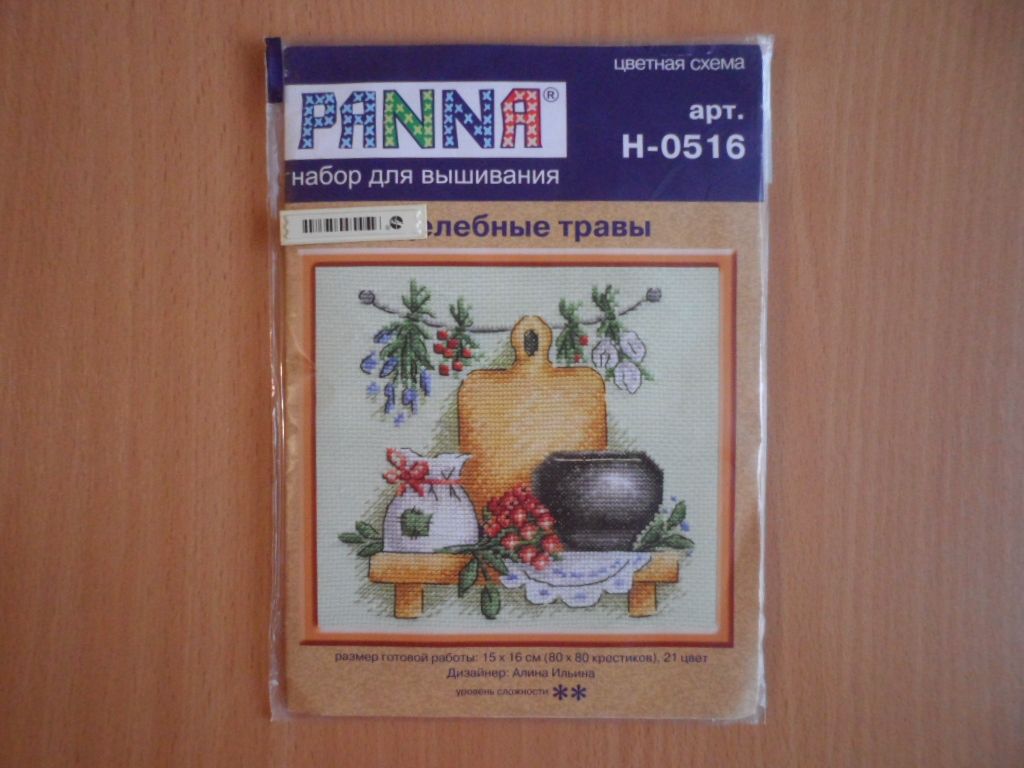 цветная схема
PANNA®
арт.
Н-0516
набор для вышивания
елебные травы
размер готовой работы: 15 х 16 см (80 х 80 крестиков), 21 цвет
Дизайнер: Алина Ильина
уровень сложности **